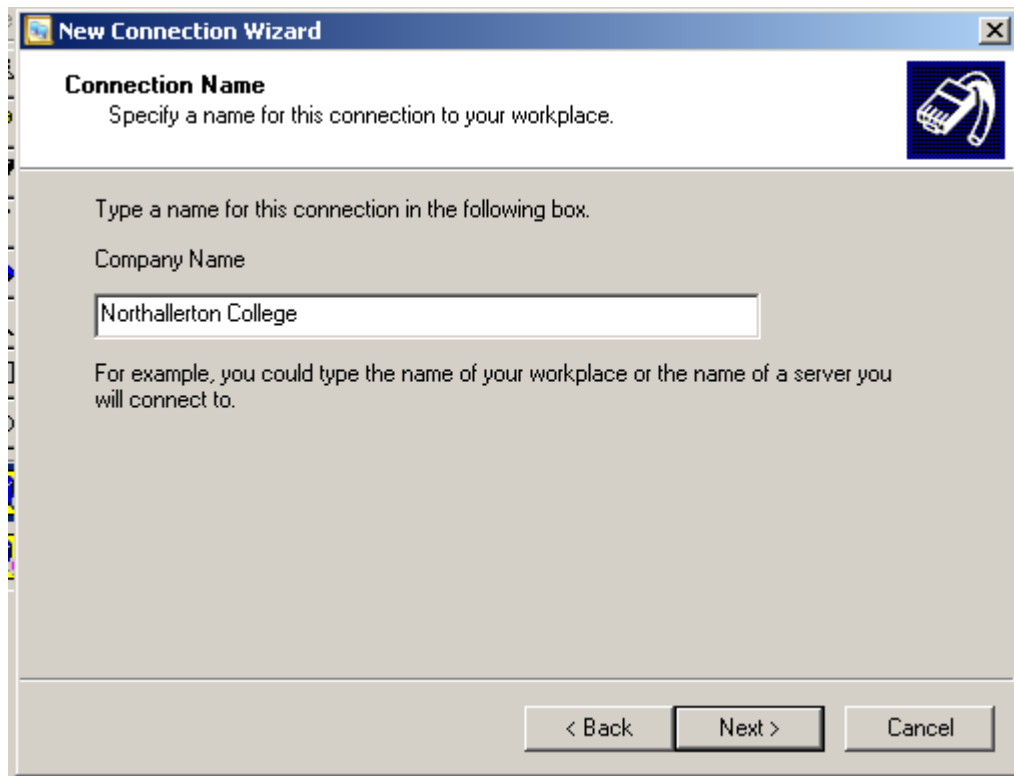 New Connection Wizard
Connection Name
Specify a name for this connection to your workplace.
Type a name for this connection in the following box.
Company Name
Northallerton College
For example, you could type the name of your workplace or the name of a server you
will connect to.
< Back Next > Cancel